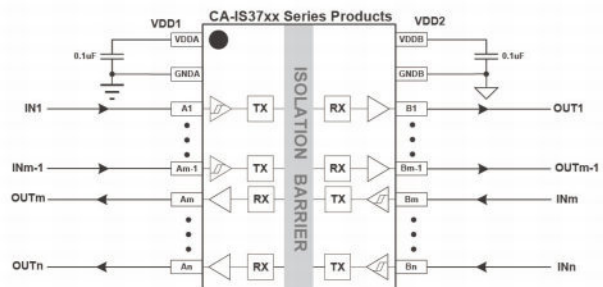 CA-IS37xx Series Products
VDD1
VDD2
VDDA
VDDB
0.1uF
0.1uF
GNDA
GNDB
ISOLATION BARRIER
IN1
A1
TX
RX
B1
OUT1
INm-1
Am-1
TX
RX
Bm-1
OUTm-1
OUTm
Am
RX
TX
Bm
INm
OUTn
An
RX
TX
Bn
INn